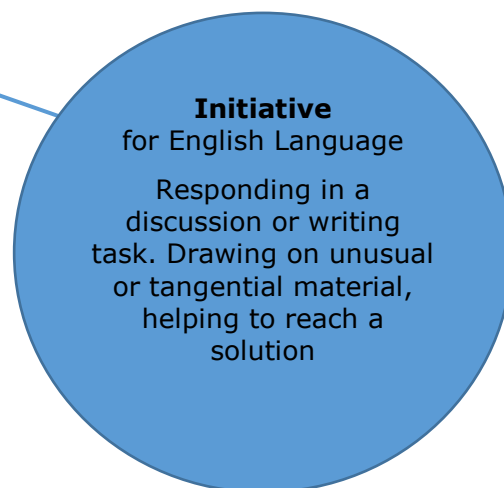 Initiative
for English Language
Responding in a
discussion or writing
task. Drawing on unusual
or tangential material,
helping to reach a
solution